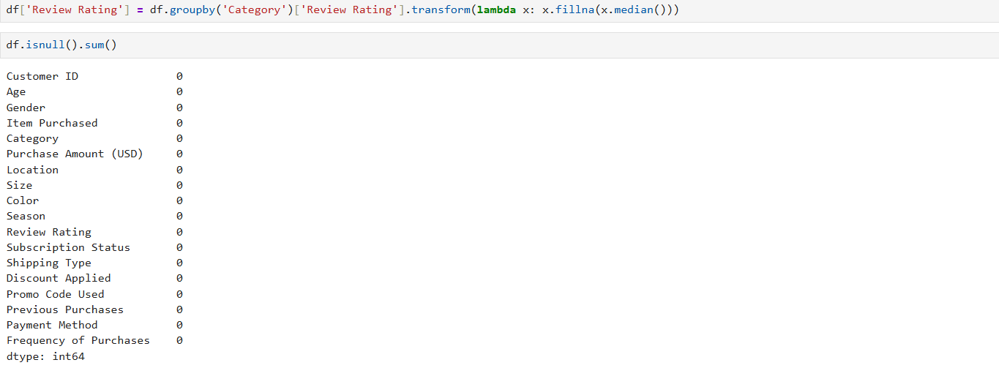 df['Review Rating'] = df.groupby('Category')['Review Rating'].transform(lambda x: x.fillna(x.median()))
df.isnull().sum()
Customer ID 0
Age 0
Gender 0
Item Purchased 0
Category 0
Purchase Amount (USD) 0
Location 0
Size 0
Color 0
Season 0
Review Rating 0
Subscription Status 0
Shipping Type 0
Discount Applied 0
Promo Code Used 0
Previous Purchases 0
Payment Method 0
Frequency of Purchases 0
dtype: int64